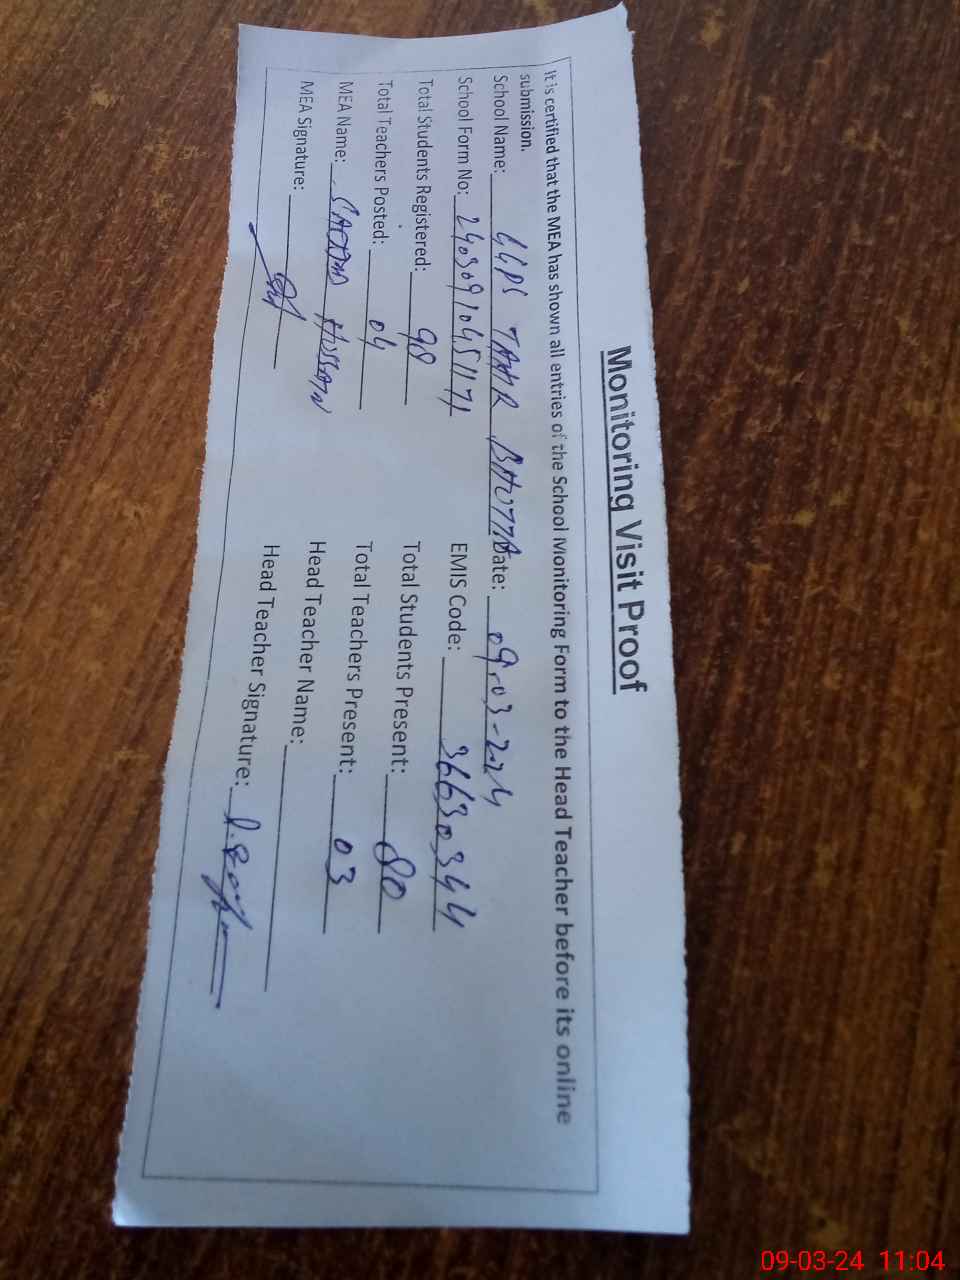 Monitoring Visit Proof
It is certified that the MEA has shown all entries of the School Monitoring Form to the Head Teacher before its online
submission.
School Name: GGPS TAHIR BHUTTA Date: 09-03-2024
School Form No: 24030910451171 EMIS Code: 36630344
Total Students Registered: 98 Total Students Present: 80
Total Teachers Posted: 04 Total Teachers Present: 03
MEA Name: SAJJAD HUSSAIN Head Teacher Name:
MEA Signature: Head Teacher Signature:
09-03-24 11:04